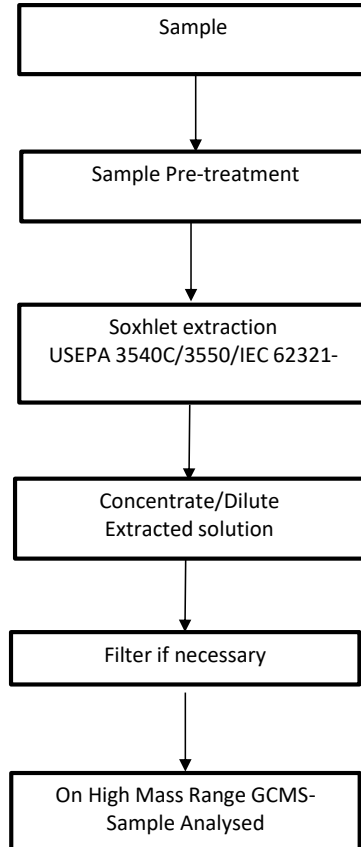 Sample
Sample Pre-treatment
Soxhlet extraction
USEPA 3540C/3550/IEC 62321-
Concentrate/Dilute
Extracted solution
Filter if necessary
On High Mass Range GCMS-
Sample Analysed